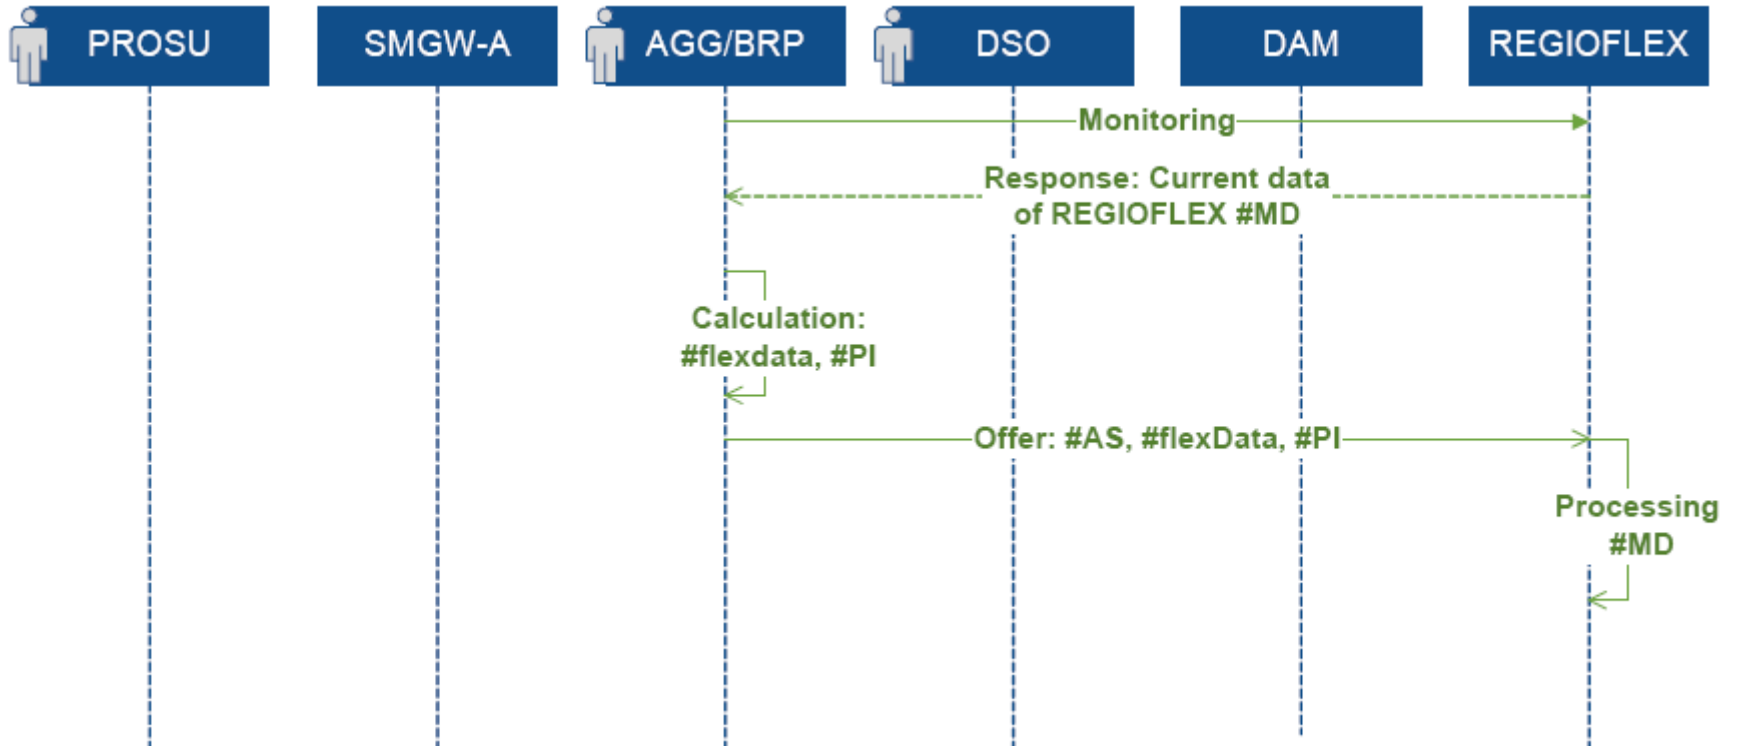 PROSU
SMGW-A
AGG/BRP
DSO
DAM
REGIOFLEX
Monitoring
Response: Current data
of REGIOFLEX #MD
Calculation:
#flexdata, #PI
Offer: #AS, #flexData, #PI
Processing
#MD